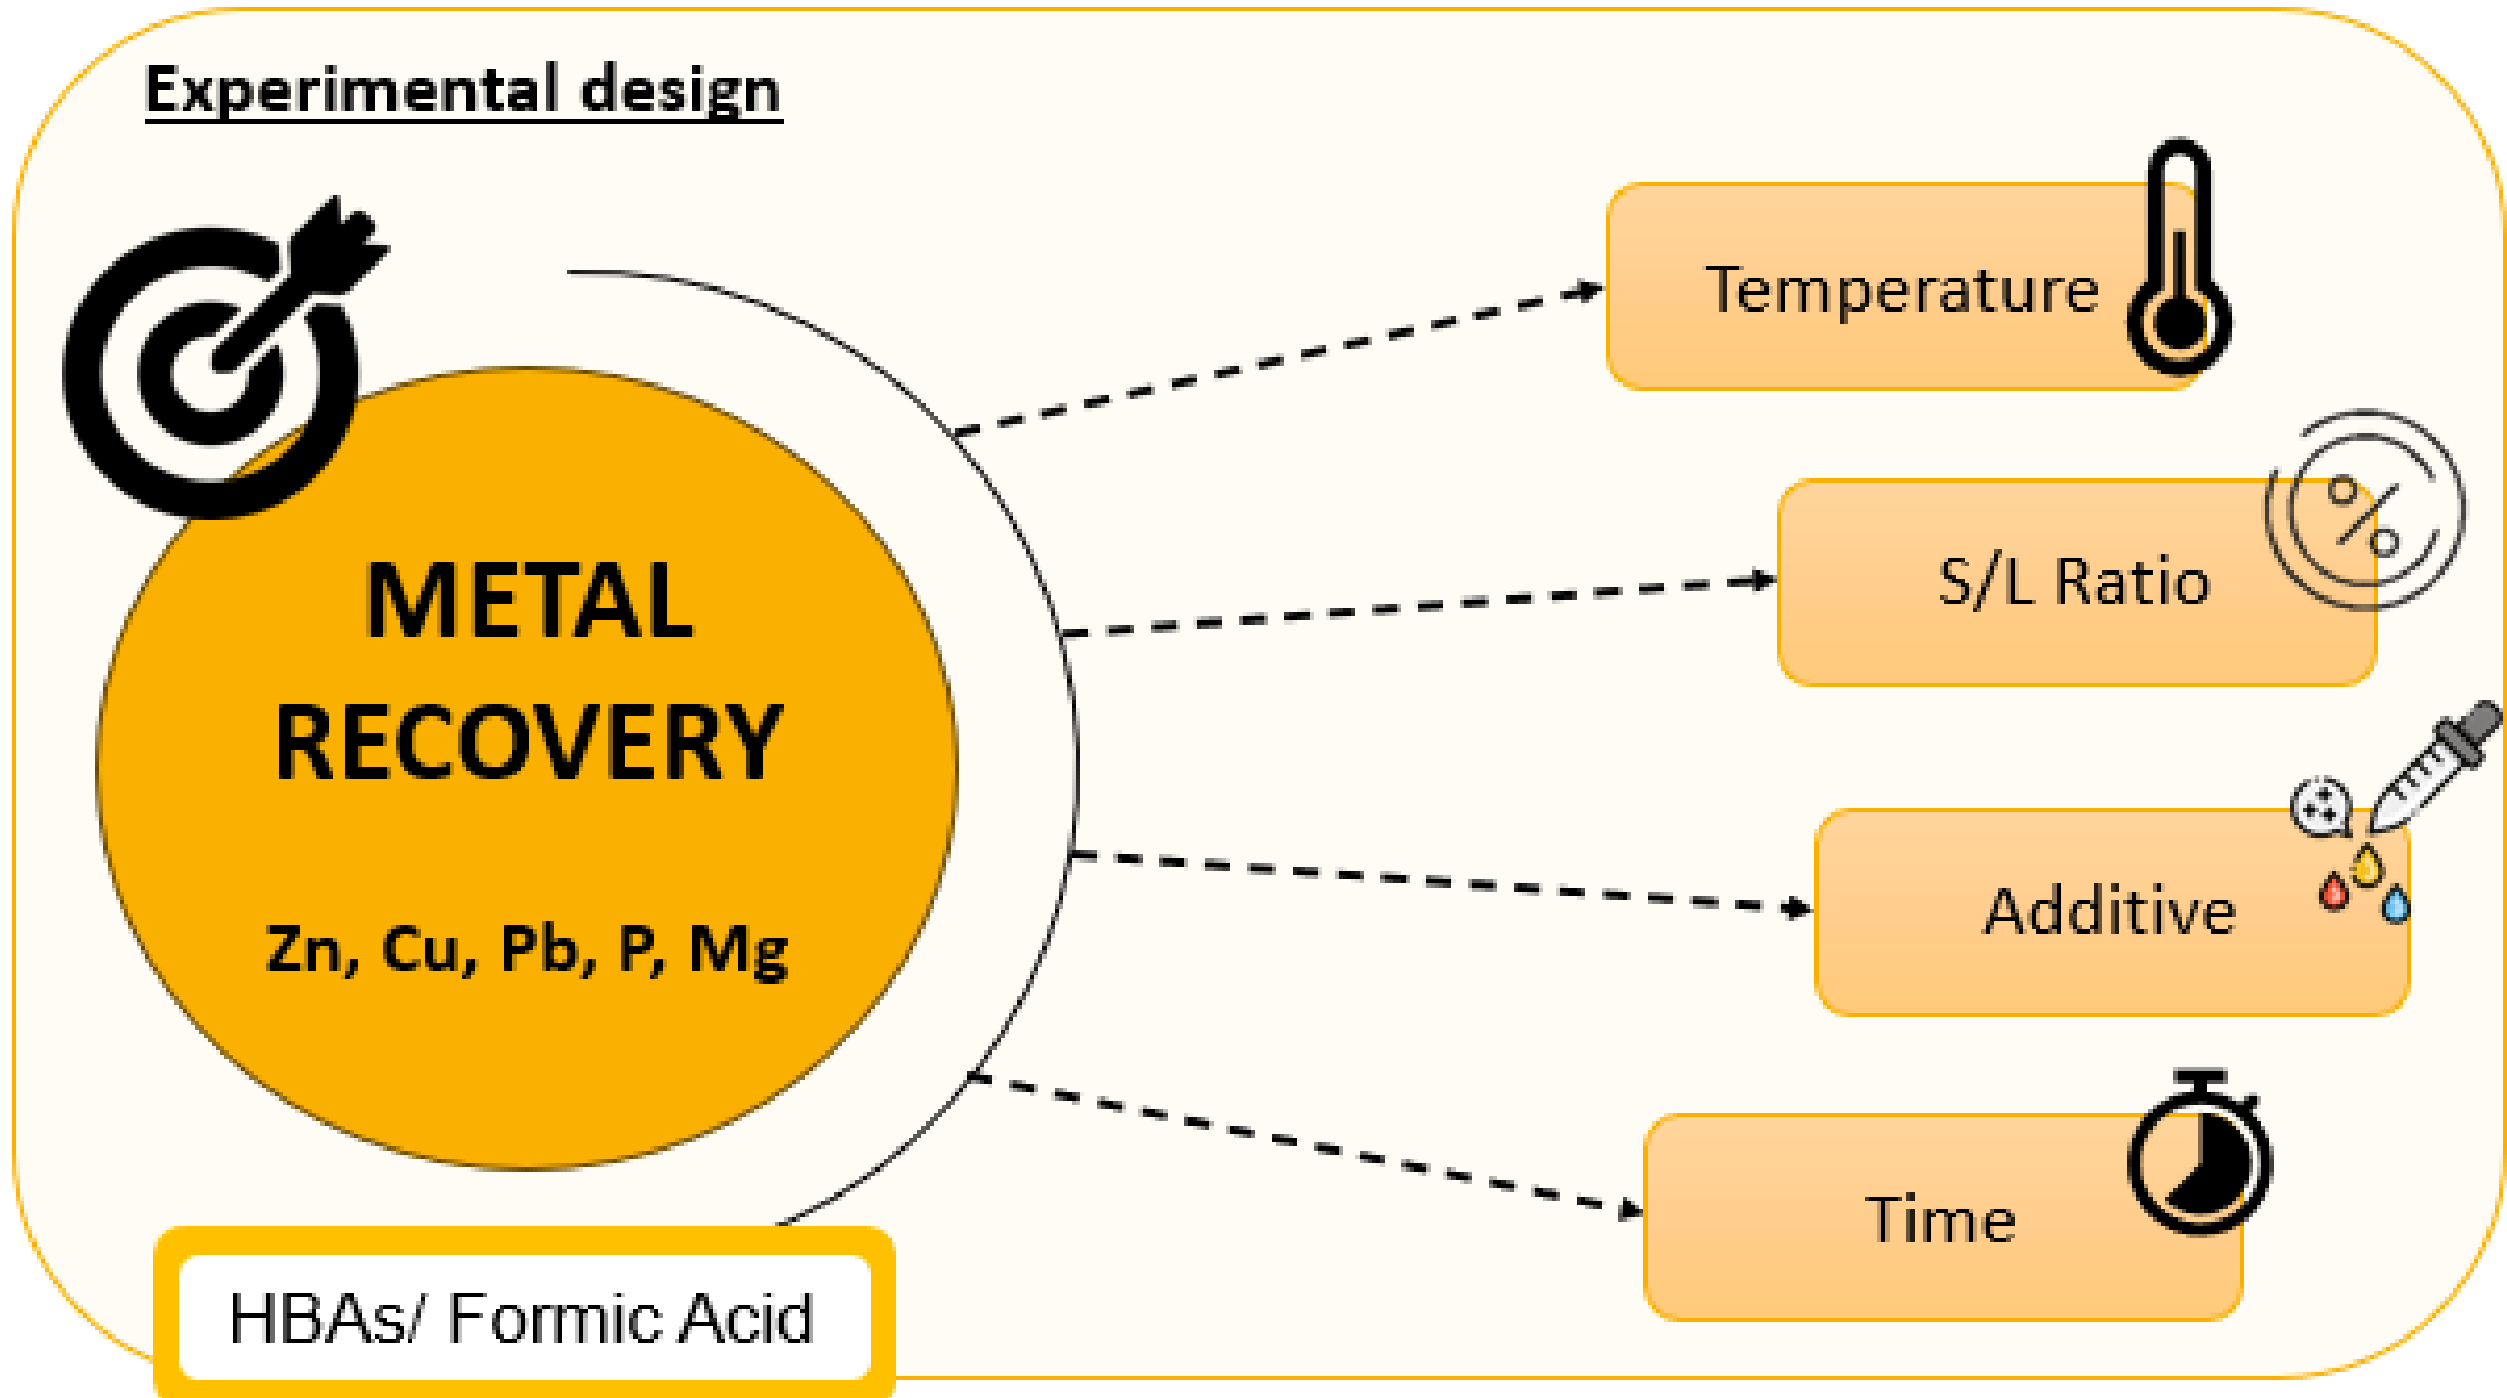 Experimental design
METAL
RECOVERY
Zn, Cu, Pb, P, Mg
HBAs/ Formic Acid
Temperature
S/L Ratio
%
Additive
Time